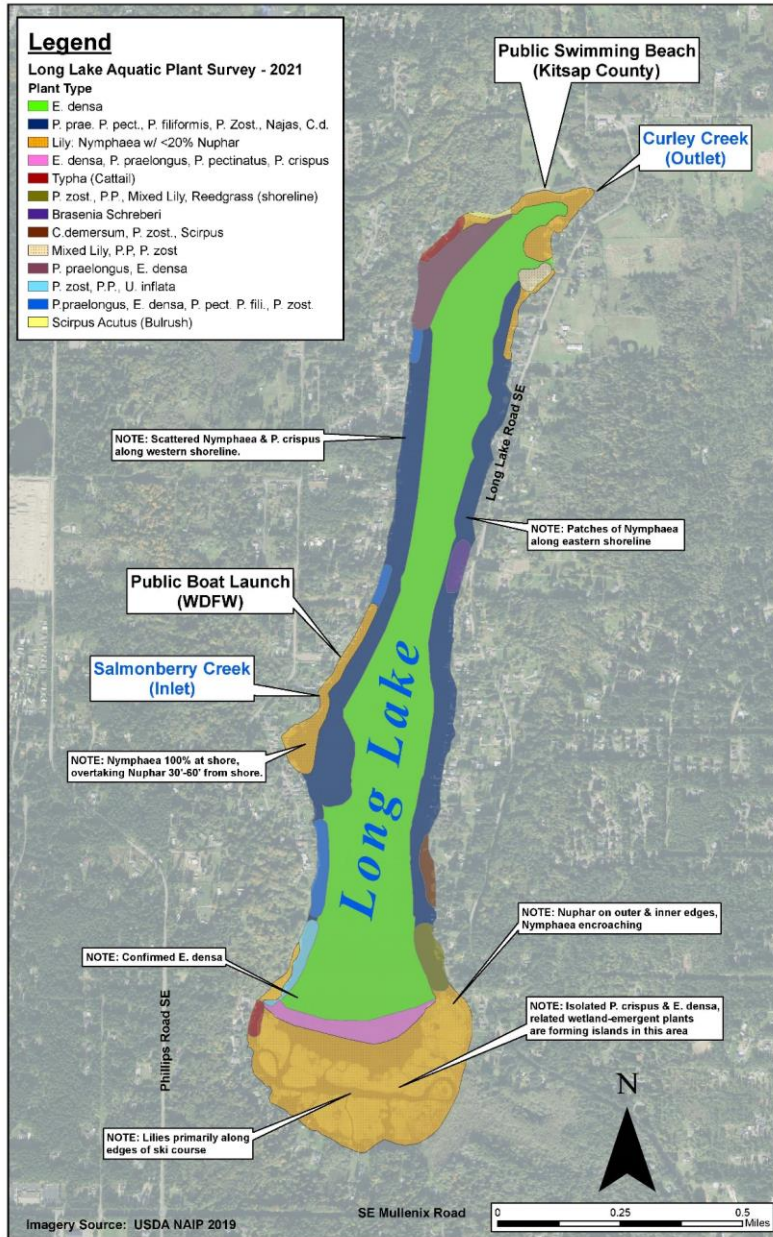 Legend
Long Lake Aquatic Plant Survey - 2021
Plant Type
E. densa
P. prae. P. pect., P. filiformis, P. Zost., Najas, C.d.
Lily: Nymphaea w/ <20% Nuphar
E. densa, P. praelongus, P. pectinatus, P. crispus
Typha (Cattail)
P. zost., P.P., Mixed Lily, Reedgrass (shoreline)
Brasenia Schreberi
C.demersum, P. zost., Scirpus
Mixed Lily, P.P, P. zost
P. praelongus, E. densa
P. zost, P.P., U. inflata
P.praelongus, E. densa, P. pect. P. fili., P. zost.
Scirpus Acutus (Bulrush)
Public Swimming Beach
(Kitsap County)
Curley Creek
(Outlet)
NOTE: Scattered Nymphaea & P. crispus
along western shoreline.
Long Lake Road SE
NOTE: Patches of Nymphaea
along eastern shoreline
Public Boat Launch
(WDFW)
Salmonberry Creek
(Inlet)
NOTE: Nymphaea 100% at shore,
overtaking Nuphar 30'-60' from shore.
Long Lake
NOTE: Nuphar on outer & inner edges,
Nymphaea encroaching
NOTE: Confirmed E. densa
NOTE: Isolated P. crispus & E. densa,
related wetland-emergent plants
are forming islands in this area
Phillips Road SE
NOTE: Lilies primarily along
edges of ski course
N
SE Mullenix Road
Imagery Source: USDA NAIP 2019
0 0.25 0.5
Miles